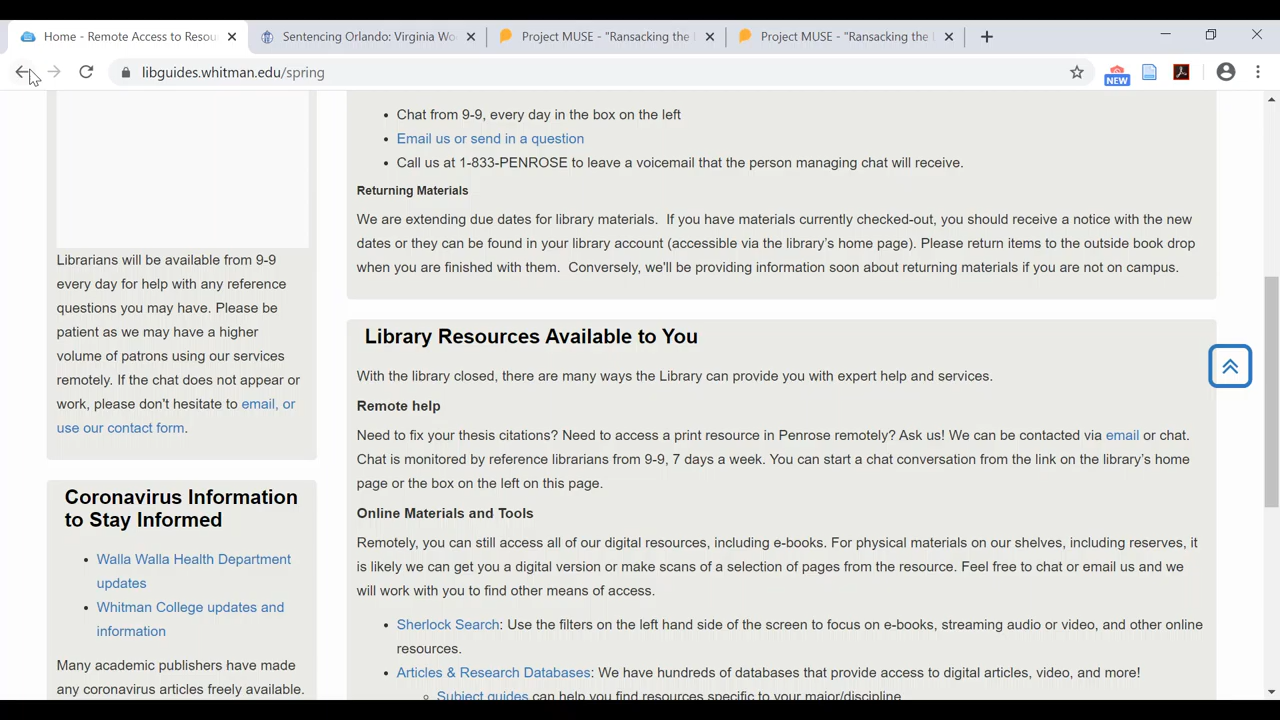 Home - Remote Access to Resou
Sentencing Orlando: Virginia Wo
Project MUSE - "Ransacking the L
Project MUSE - "Ransacking the L
libguides.whitman.edu/spring
NEW
Librarians will be available from 9-9
every day for help with any reference
questions you may have. Please be
patient as we may have a higher
volume of patrons using our services
remotely. If the chat does not appear or
work, please don't hesitate to email, or
use our contact form.
Coronavirus Information
to Stay Informed
• Walla Walla Health Department
updates
• Whitman College updates and
information
Many academic publishers have made
any coronavirus articles freely available.
• Chat from 9-9, every day in the box on the left
• Email us or send in a question
• Call us at 1-833-PENROSE to leave a voicemail that the person managing chat will receive.
Returning Materials
We are extending due dates for library materials.  If you have materials currently checked-out, you should receive a notice with the new
dates or they can be found in your library account (accessible via the library's home page). Please return items to the outside book drop
when you are finished with them.  Conversely, we'll be providing information soon about returning materials if you are not on campus.
Library Resources Available to You
With the library closed, there are many ways the Library can provide you with expert help and services.
Remote help
Need to fix your thesis citations? Need to access a print resource in Penrose remotely? Ask us! We can be contacted via email or chat.
Chat is monitored by reference librarians from 9-9, 7 days a week. You can start a chat conversation from the link on the library's home
page or the box on the left on this page.
Online Materials and Tools
Remotely, you can still access all of our digital resources, including e-books. For physical materials on our shelves, including reserves, it
is likely we can get you a digital version or make scans of a selection of pages from the resource. Feel free to chat or email us and we
will work with you to find other means of access.
• Sherlock Search: Use the filters on the left hand side of the screen to focus on e-books, streaming audio or video, and other online
resources.
• Articles & Research Databases: We have hundreds of databases that provide access to digital articles, video, and more!
Subject guides can help you find resources specific to your major/discipline